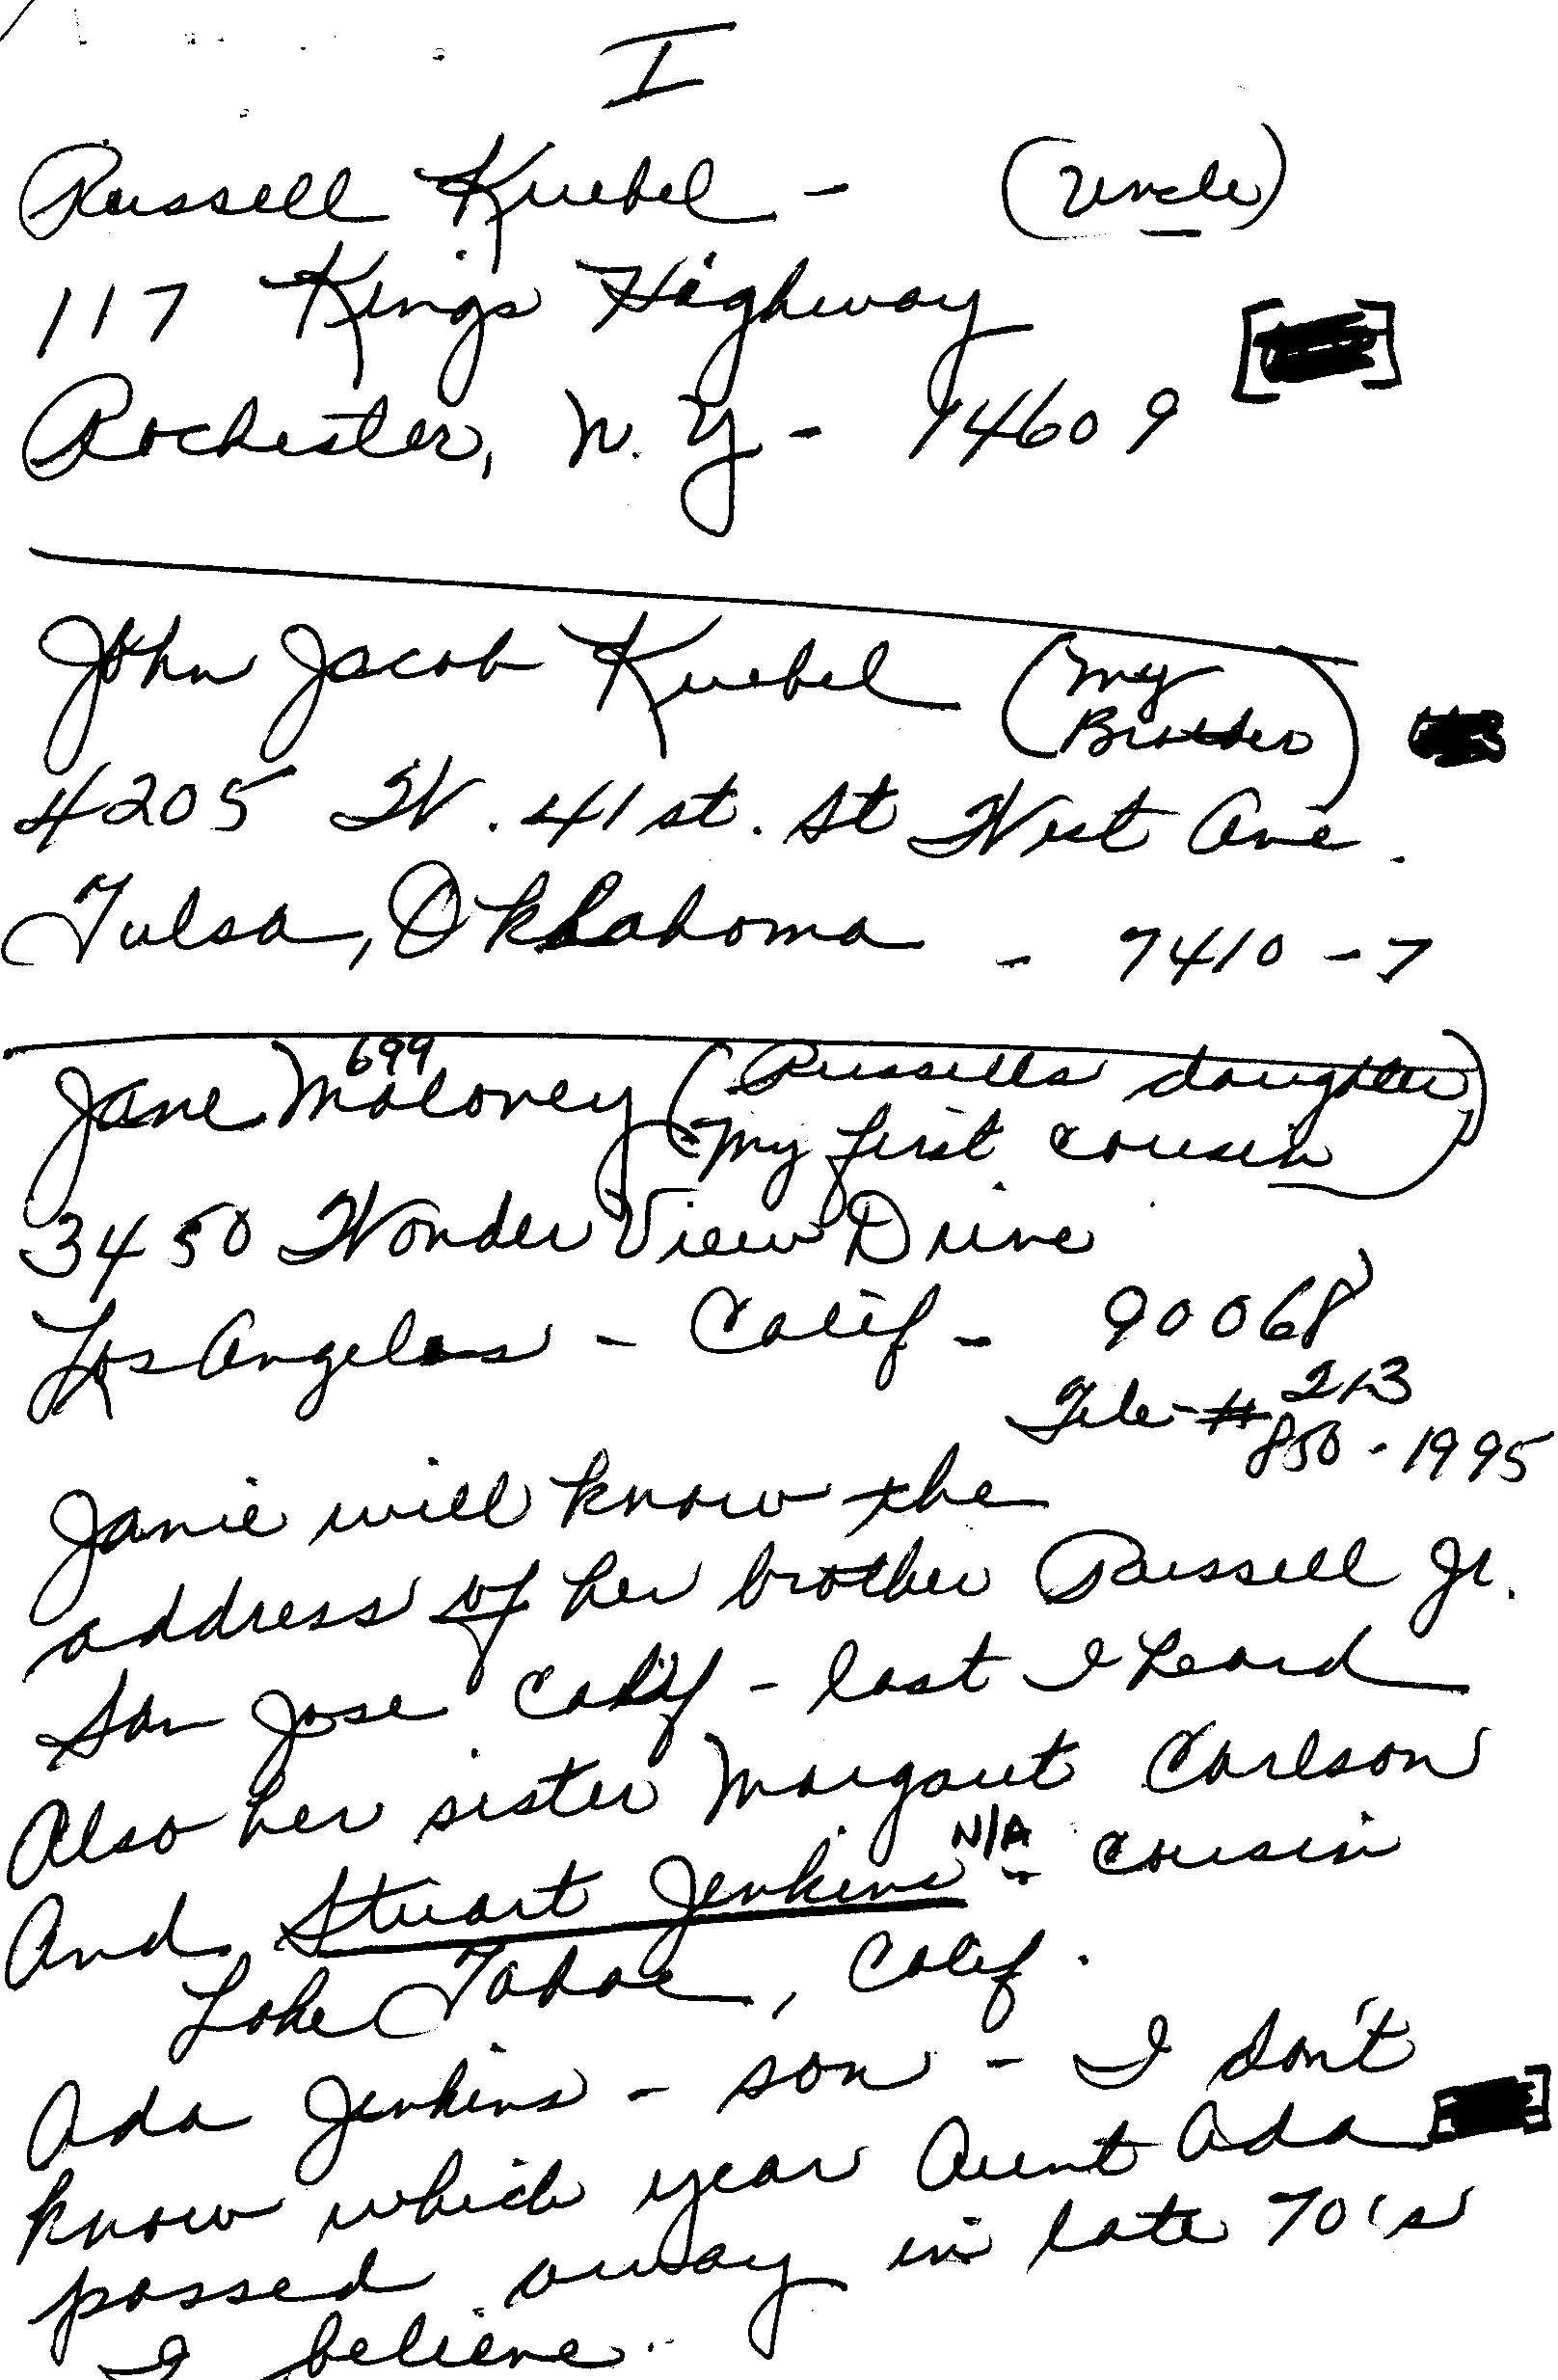 I
Russell Kuebel - (Uncle)
117 Kings Highway
Rochester, N.Y - 14609
John Jacob Kuebel (my
Brother)
4205 W. 41st. St West Ave.
Tulsa, Oklahoma - 7410-7
699
Jane Maloney (Russells daughter)
My first cousin)
3450 Wonder View Drive
Los Angeles - Calif - 90068
Tele-# 213
850-1995
Janie will know the
address of her brother Russell Jr.
San Jose Calif - last I heard
Also her sister Margaret Carlson
N/A
And Stuart Jenkins - cousin
Lake Tahoe, Calif.
Ada Jenkins - son - I don't
know which year Aunt Ada
passed away in late 70's
I believe.